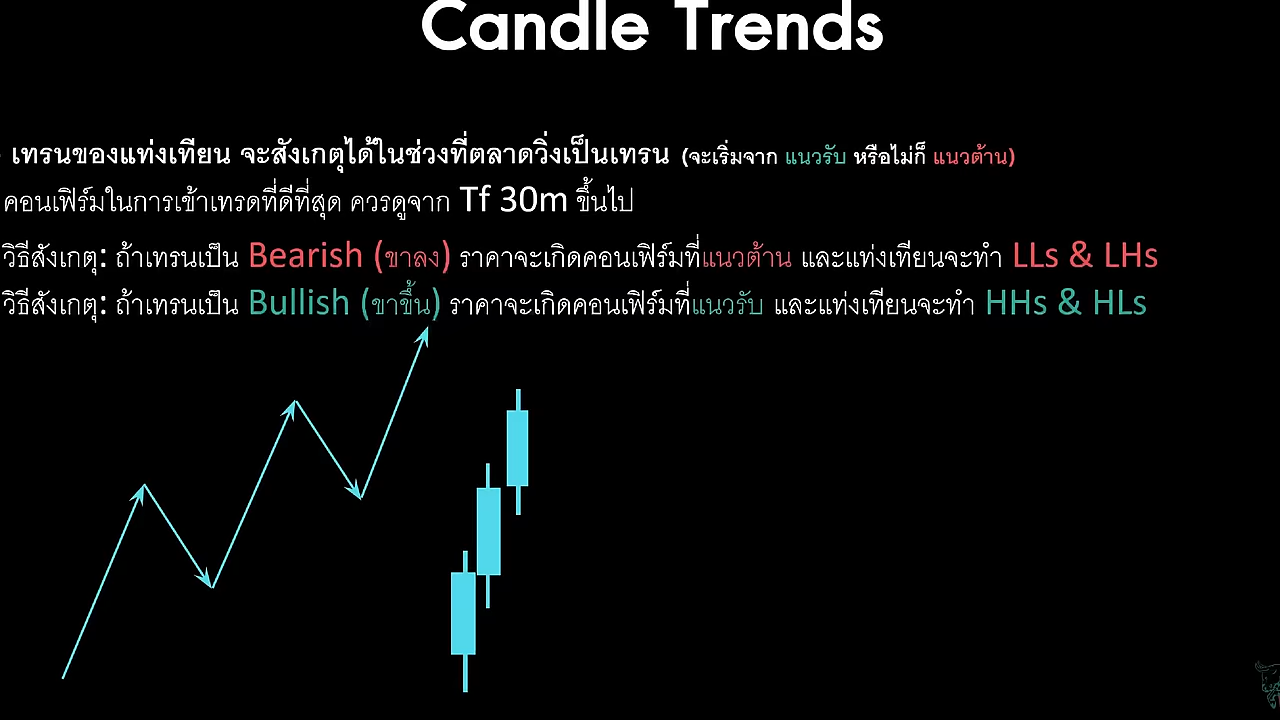 Candle Trends
เทรนของแท่งเทียน จะสังเกตุได้ในช่วงที่ตลาดวิ่งเป็นเทรน (จะเริ่มจาก แนวรับ หรือไม่ก็ แนวต้าน)
คอนเฟิร์มในการเข้าเทรดที่ดีที่สุด ควรดูจาก Tf 30m ขึ้นไป
วิธีสังเกตุ: ถ้าเทรนเป็น Bearish (ขาลง) ราคาจะเกิดคอนเฟิร์มที่แนวต้าน และแท่งเทียนจะทำ LLs & LHs
วิธีสังเกตุ: ถ้าเทรนเป็น Bullish (ขาขึ้น) ราคาจะเกิดคอนเฟิร์มที่แนวรับ และแท่งเทียนจะทำ HHs & HLs